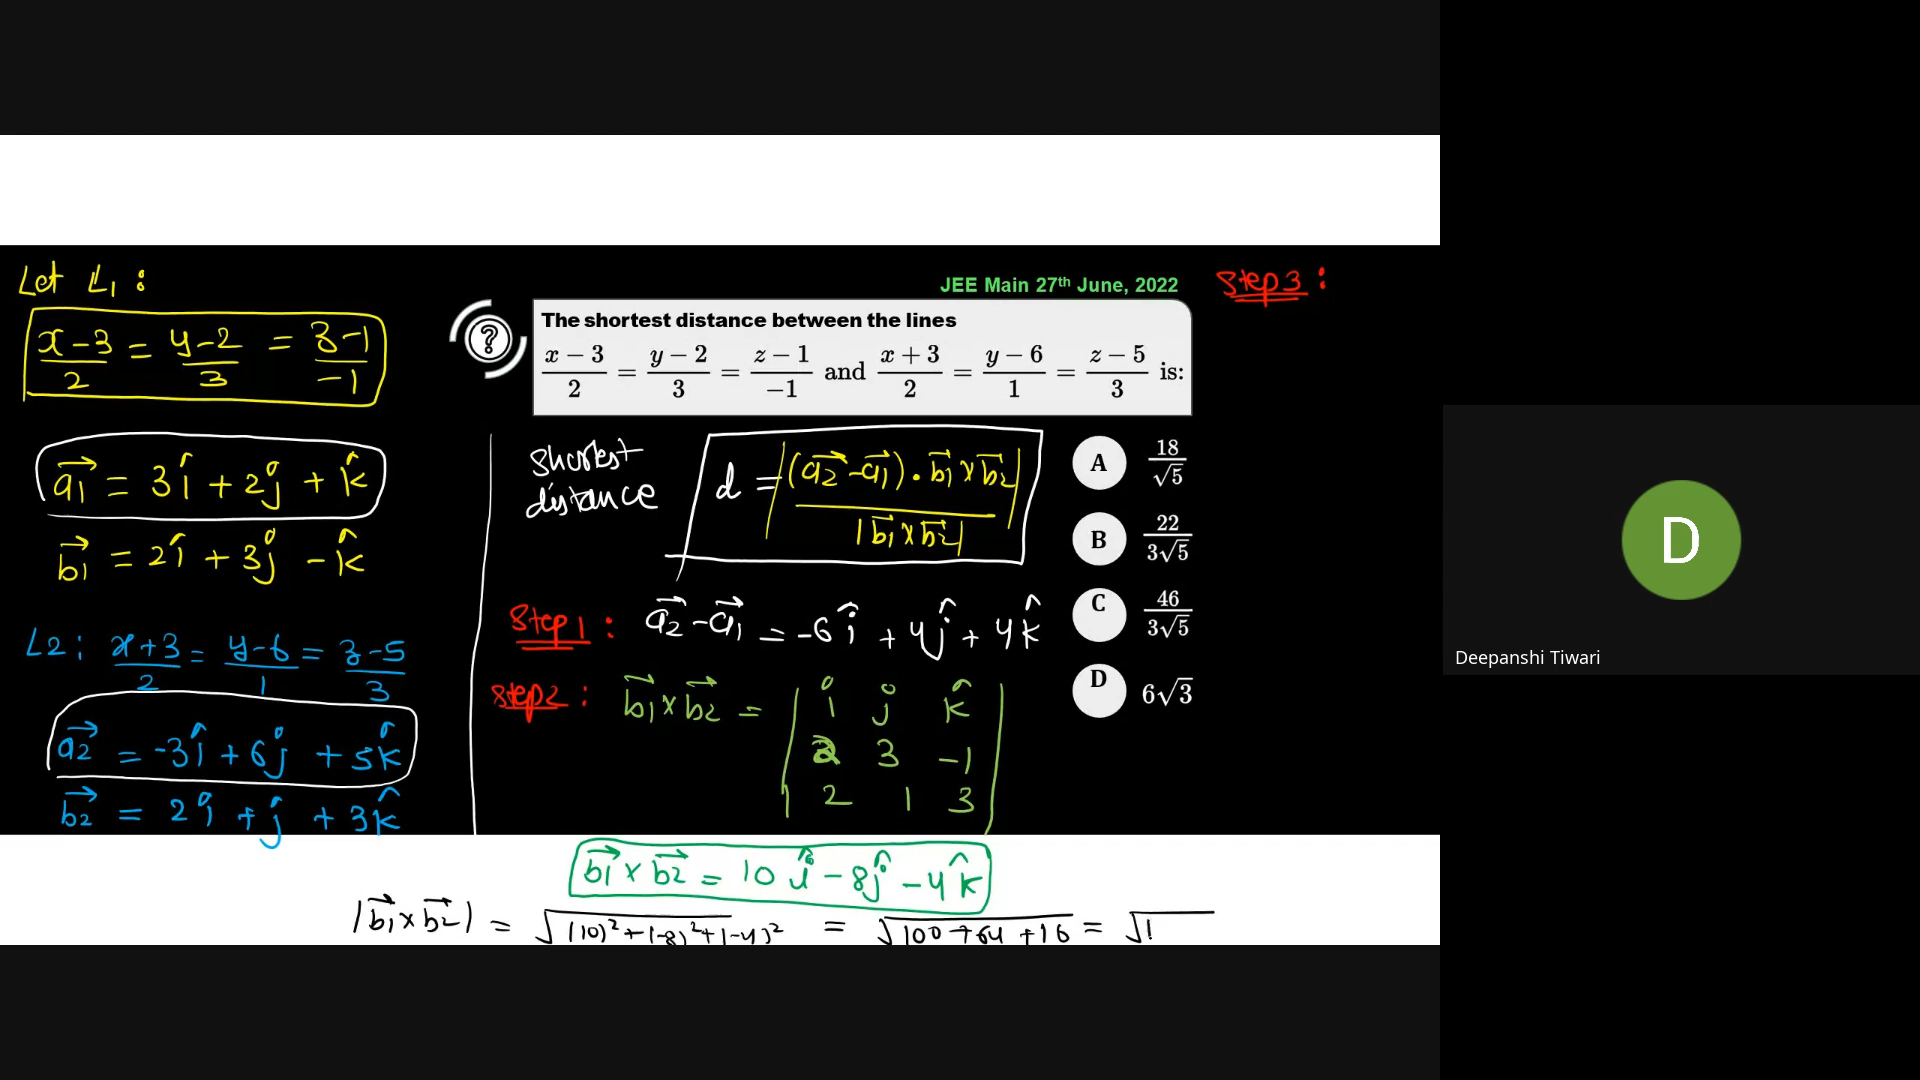 Let L₁ :
x-3/2 = y-2/3 = z-1/-1
a₁ = 3î + 2ĵ + k̂
b₁ = 2î + 3ĵ - k̂
L2: x+3/2 = y-6/1 = z-5/3
a₂ = -3î + 6ĵ + 5k̂
b₂ = 2î + ĵ + 3k̂
JEE Main 27th June, 2022
?
The shortest distance between the lines
x − 3/2 = y − 2/3 = z − 1/−1 and x + 3/2 = y − 6/1 = z − 5/3 is:
shortest
distance
d = |(a₂ - a₁) · b₁ × b₂ / |b₁ × b₂||
A 18/√5
B 22/3√5
C 46/3√5
D 6√3
Step1 : a₂ - a₁ = -6î + 4ĵ + 4k̂
Step2 : b₁ × b₂ = | î ĵ k̂
2 3 -1
2 1 3 |
b₁ × b₂ = 10î - 8ĵ - 4k̂
|b₁ × b₂| = √(10)² + (-8)² + (-4)² = √100 + 64 + 16 = √1
Step3 :
D
Deepanshi Tiwari